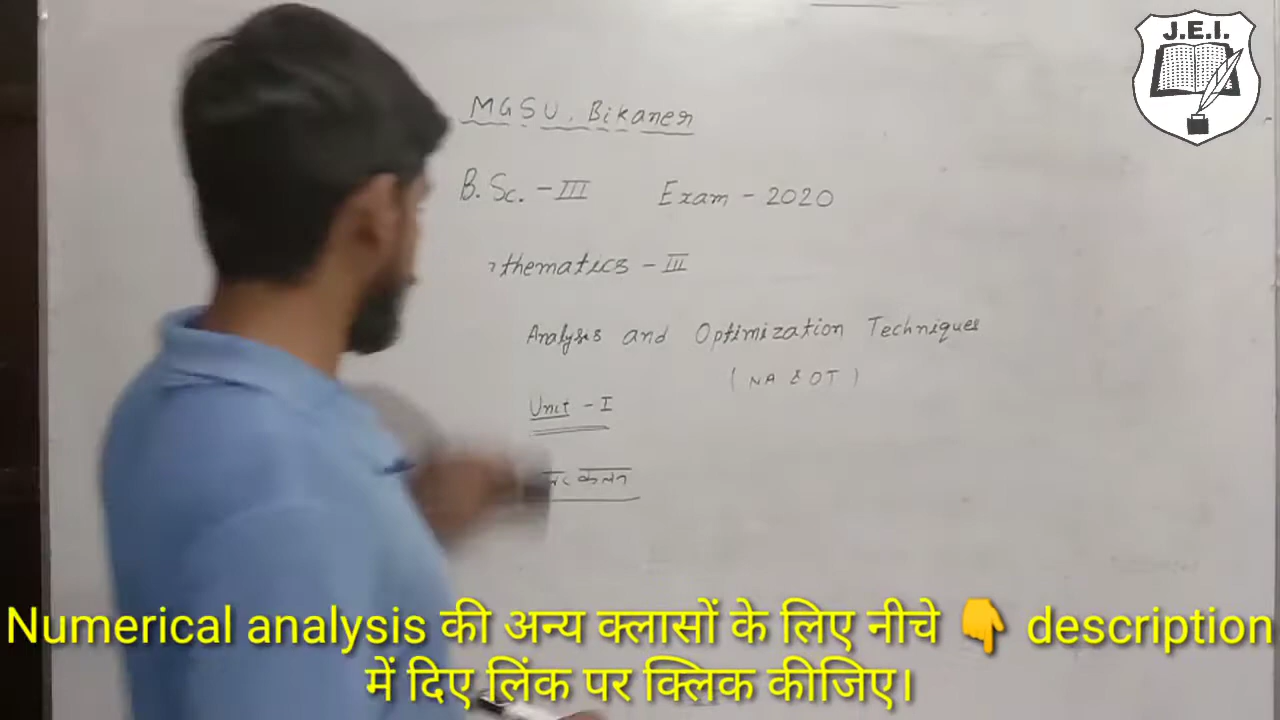 J.E.I.
MGSU, Bikaner
B.Sc. - III Exam - 2020
thematics - III
Analysis and Optimization Techniques
( NA & OT )
Unit - I
कलन
Numerical analysis की अन्य क्लासों के लिए नीचे 👇 description
में दिए लिंक पर क्लिक कीजिए।